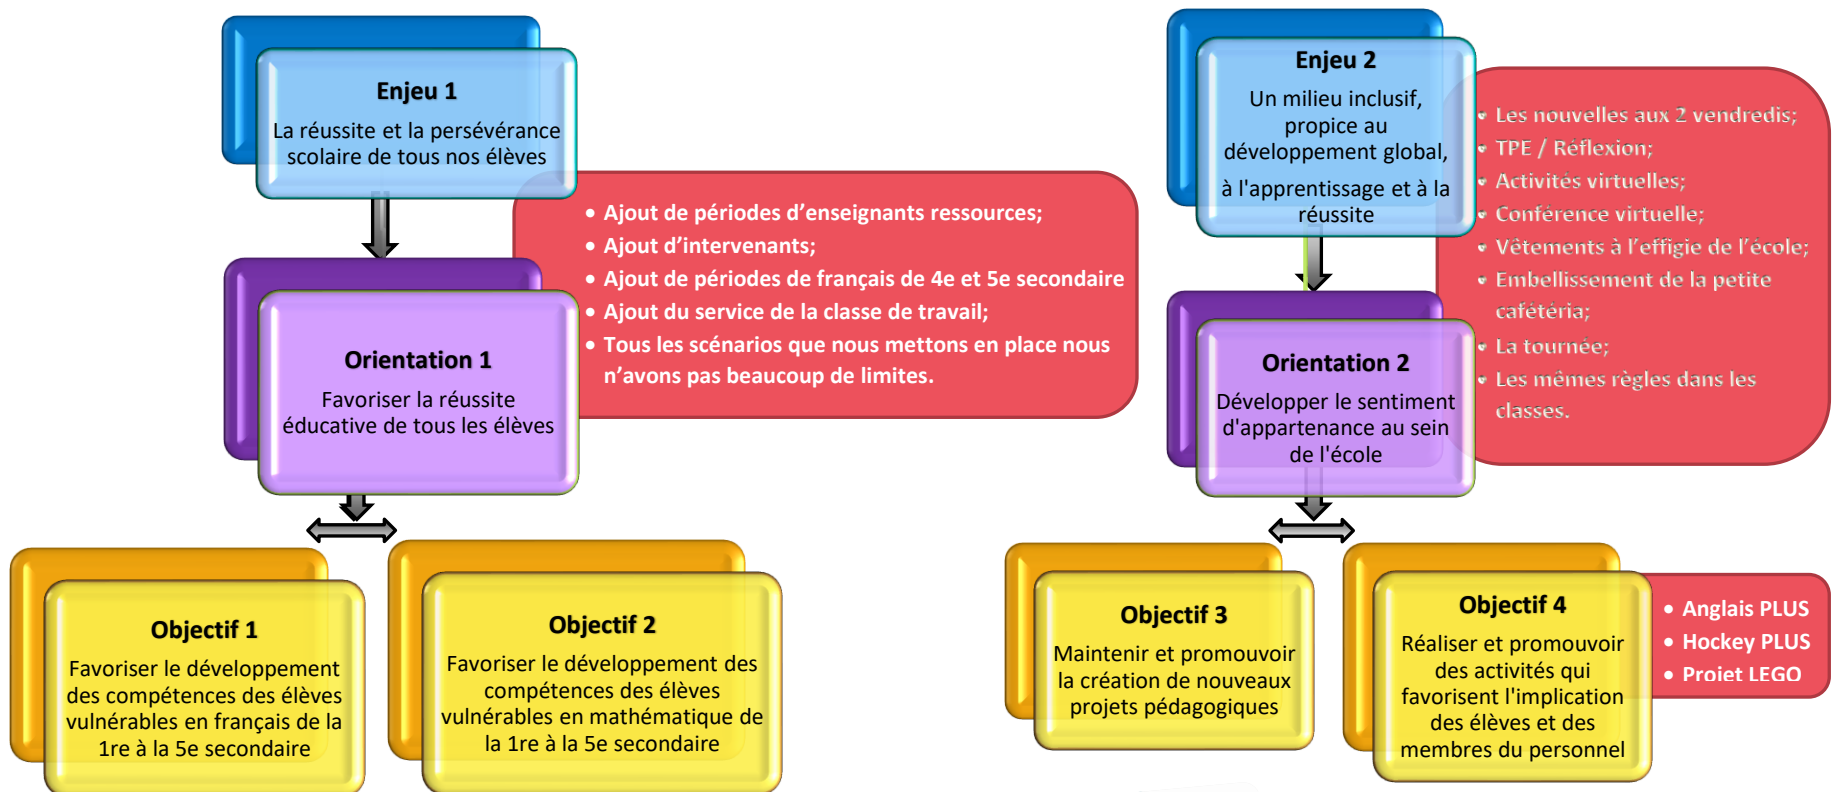 Enjeu 1
La réussite et la persévérance
scolaire de tous nos élèves
• Ajout de périodes d’enseignants ressources;
• Ajout d’intervenants;
• Ajout de périodes de français de 4e et 5e secondaire
• Ajout du service de la classe de travail;
• Tous les scénarios que nous mettons en place nous
n’avons pas beaucoup de limites.
Orientation 1
Favoriser la réussite
éducative de tous les élèves
Objectif 1
Favoriser le développement
des compétences des élèves
vulnérables en français de la
1re à la 5e secondaire
Objectif 2
Favoriser le développement des
compétences des élèves
vulnérables en mathématique de
la 1re à la 5e secondaire
Enjeu 2
Un milieu inclusif,
propice au
développement global,
à l'apprentissage et à la
réussite
• Les nouvelles aux 2 vendredis;
• TPE / Réflexion;
• Activités virtuelles;
• Conférence virtuelle;
• Vêtements à l’effigie de l’école;
• Embellissement de la petite
cafétéria;
• La tournée;
• Les mêmes règles dans les
classes.
Orientation 2
Développer le sentiment
d'appartenance au sein
de l'école
Objectif 3
Maintenir et promouvoir
la création de nouveaux
projets pédagogiques
Objectif 4
Réaliser et promouvoir
des activités qui
favorisent l'implication
des élèves et des
membres du personnel
• Anglais PLUS
• Hockey PLUS
• Projet LEGO